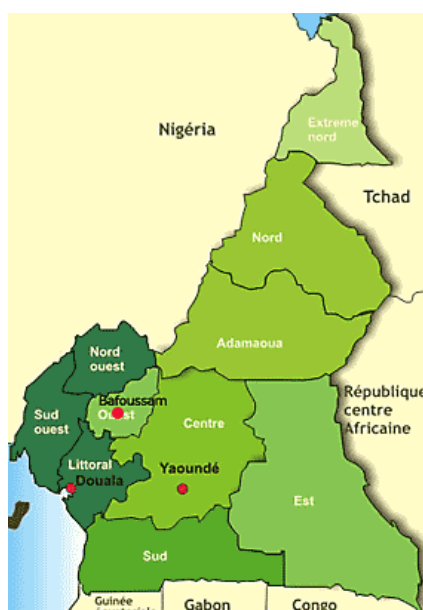 Extreme
nord
Nigéria
Tchad
Nord
Adamaoua
Nord
ouest
République
centre
Africaine
Bafoussam
Ouest
Sud
ouest
Centre
Littoral
Douala
Yaoundé
Est
Sud
Guinée
Gabon
Congo